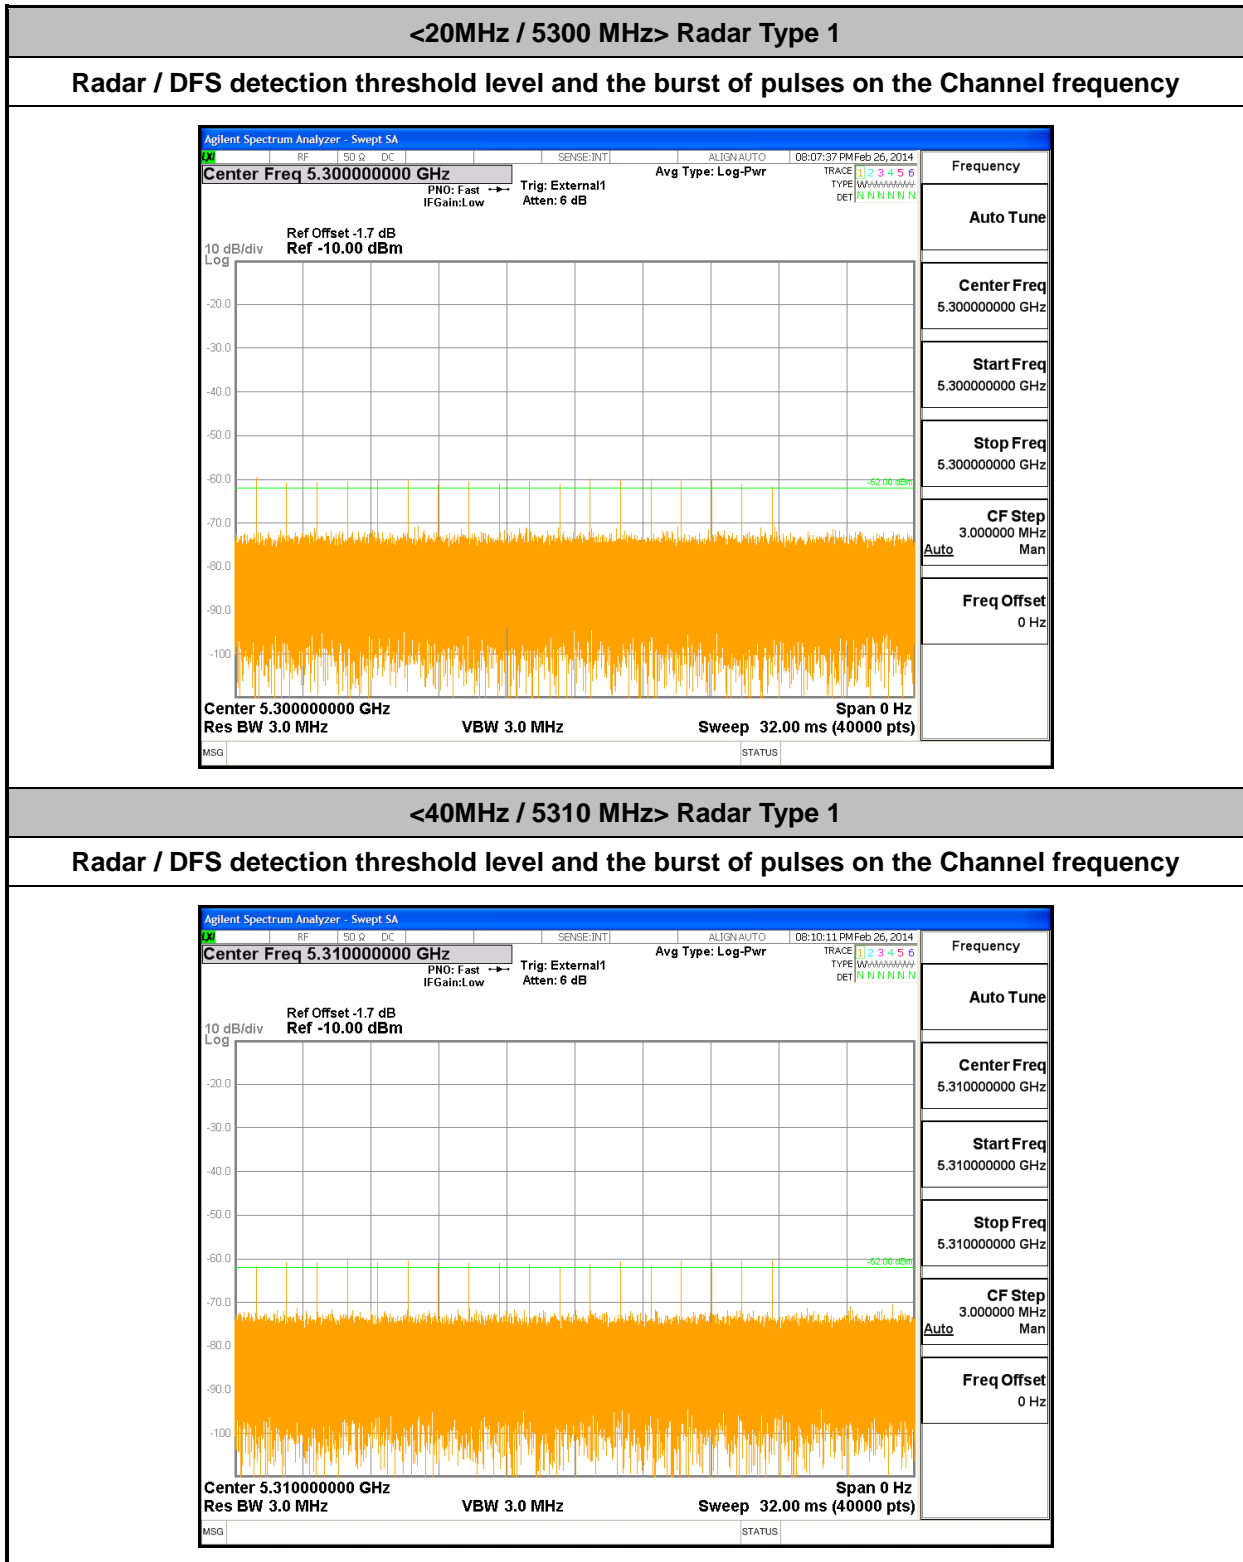 <20MHz / 5300 MHz> Radar Type 1
Radar / DFS detection threshold level and the burst of pulses on the Channel frequency
Agilent Spectrum Analyzer - Swept SA
LXI RF 50 Ω DC SENSE:INT ALIGN AUTO 08:07:37 PM Feb 26, 2014
Center Freq 5.300000000 GHz
PNO: Fast
IFGain:Low
Trig: External1
Atten: 6 dB
Avg Type: Log-Pwr
TRACE 1 2 3 4 5 6
TYPE W
DET N N N N N N
Ref Offset -1.7 dB
10 dB/div Ref -10.00 dBm
Log
-20.0
-30.0
-40.0
-50.0
-60.0
-62.00 dBm
-70.0
-80.0
-90.0
-100
Center 5.300000000 GHz Span 0 Hz
Res BW 3.0 MHz VBW 3.0 MHz Sweep 32.00 ms (40000 pts)
MSG STATUS
Frequency
Auto Tune
Center Freq
5.300000000 GHz
Start Freq
5.300000000 GHz
Stop Freq
5.300000000 GHz
CF Step
3.000000 MHz
Auto Man
Freq Offset
0 Hz
<40MHz / 5310 MHz> Radar Type 1
Radar / DFS detection threshold level and the burst of pulses on the Channel frequency
Agilent Spectrum Analyzer - Swept SA
LXI RF 50 Ω DC SENSE:INT ALIGN AUTO 08:10:11 PM Feb 26, 2014
Center Freq 5.310000000 GHz
PNO: Fast
IFGain:Low
Trig: External1
Atten: 6 dB
Avg Type: Log-Pwr
TRACE 1 2 3 4 5 6
TYPE W
DET N N N N N N
Ref Offset -1.7 dB
10 dB/div Ref -10.00 dBm
Log
-20.0
-30.0
-40.0
-50.0
-60.0
-62.00 dBm
-70.0
-80.0
-90.0
-100
Center 5.310000000 GHz Span 0 Hz
Res BW 3.0 MHz VBW 3.0 MHz Sweep 32.00 ms (40000 pts)
MSG STATUS
Frequency
Auto Tune
Center Freq
5.310000000 GHz
Start Freq
5.310000000 GHz
Stop Freq
5.310000000 GHz
CF Step
3.000000 MHz
Auto Man
Freq Offset
0 Hz